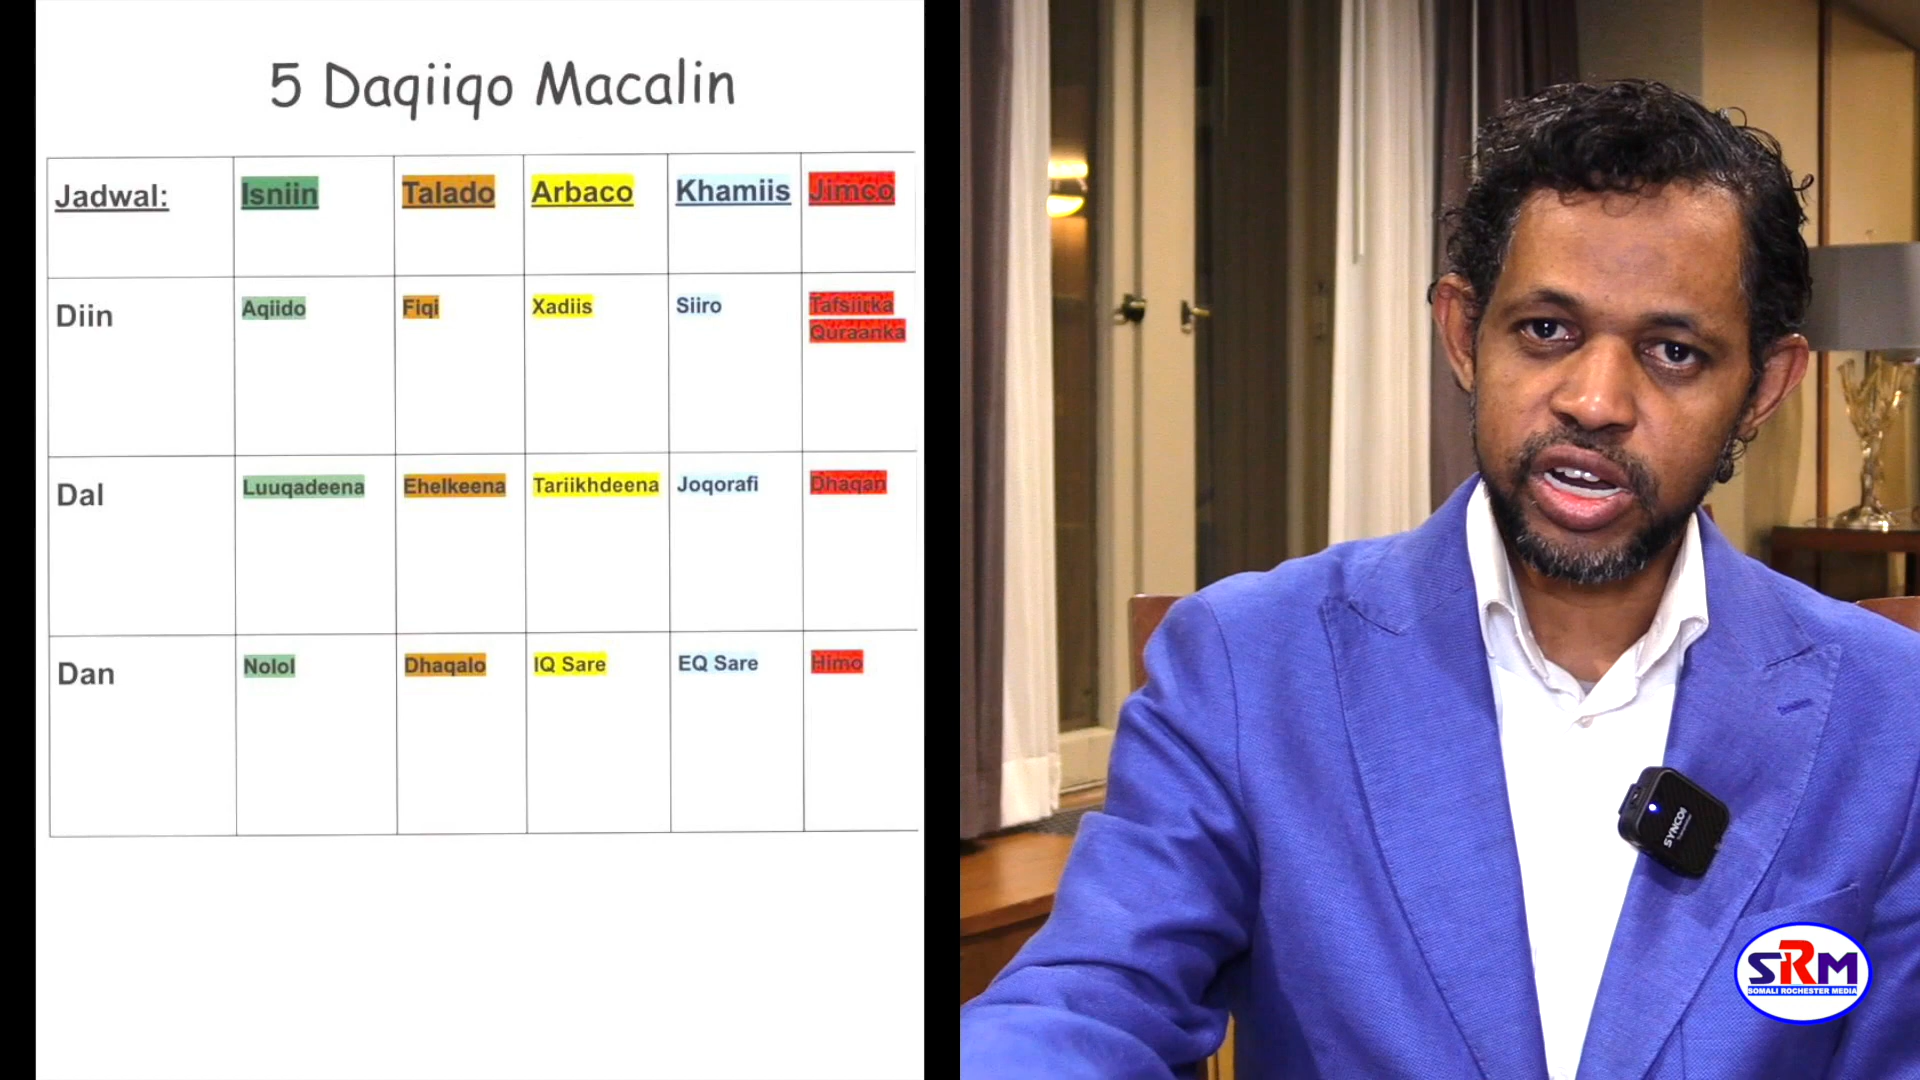 5 Daqiiqo Macalin
Jadwal: Isniin Talado Arbaco Khamiis Jimco
Diin Aqiido Fiqi Xadiis Siiro Tafsiirka
Quraanka
Dal Luuqadeena Ehelkeena Tariikhdeena Joqorafi Dhaqan
Dan Nolol Dhaqalo IQ Sare EQ Sare Himo
SYNCO
SRM
SOMALI ROCHESTER MEDIA